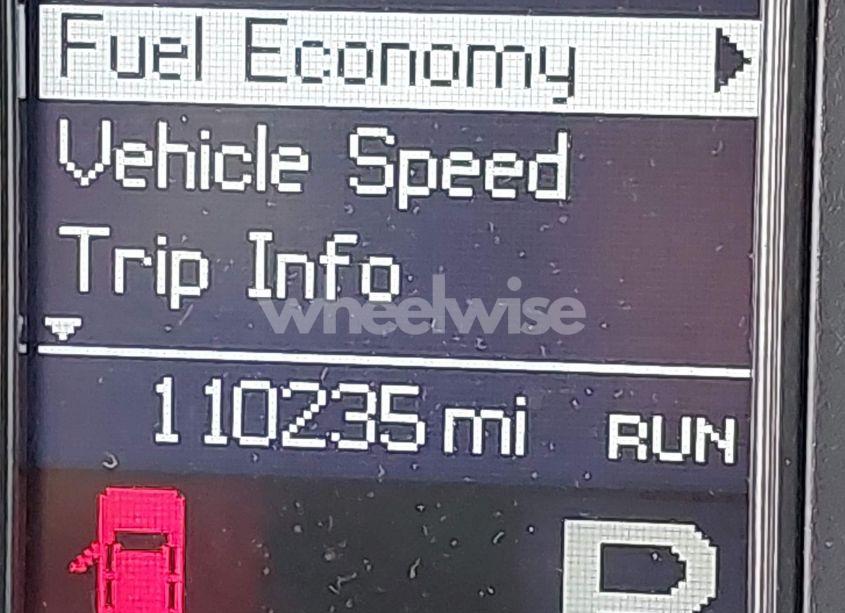 Fuel Economy
Vehicle Speed
Trip Info
wheelwise
110235 mi RUN
P